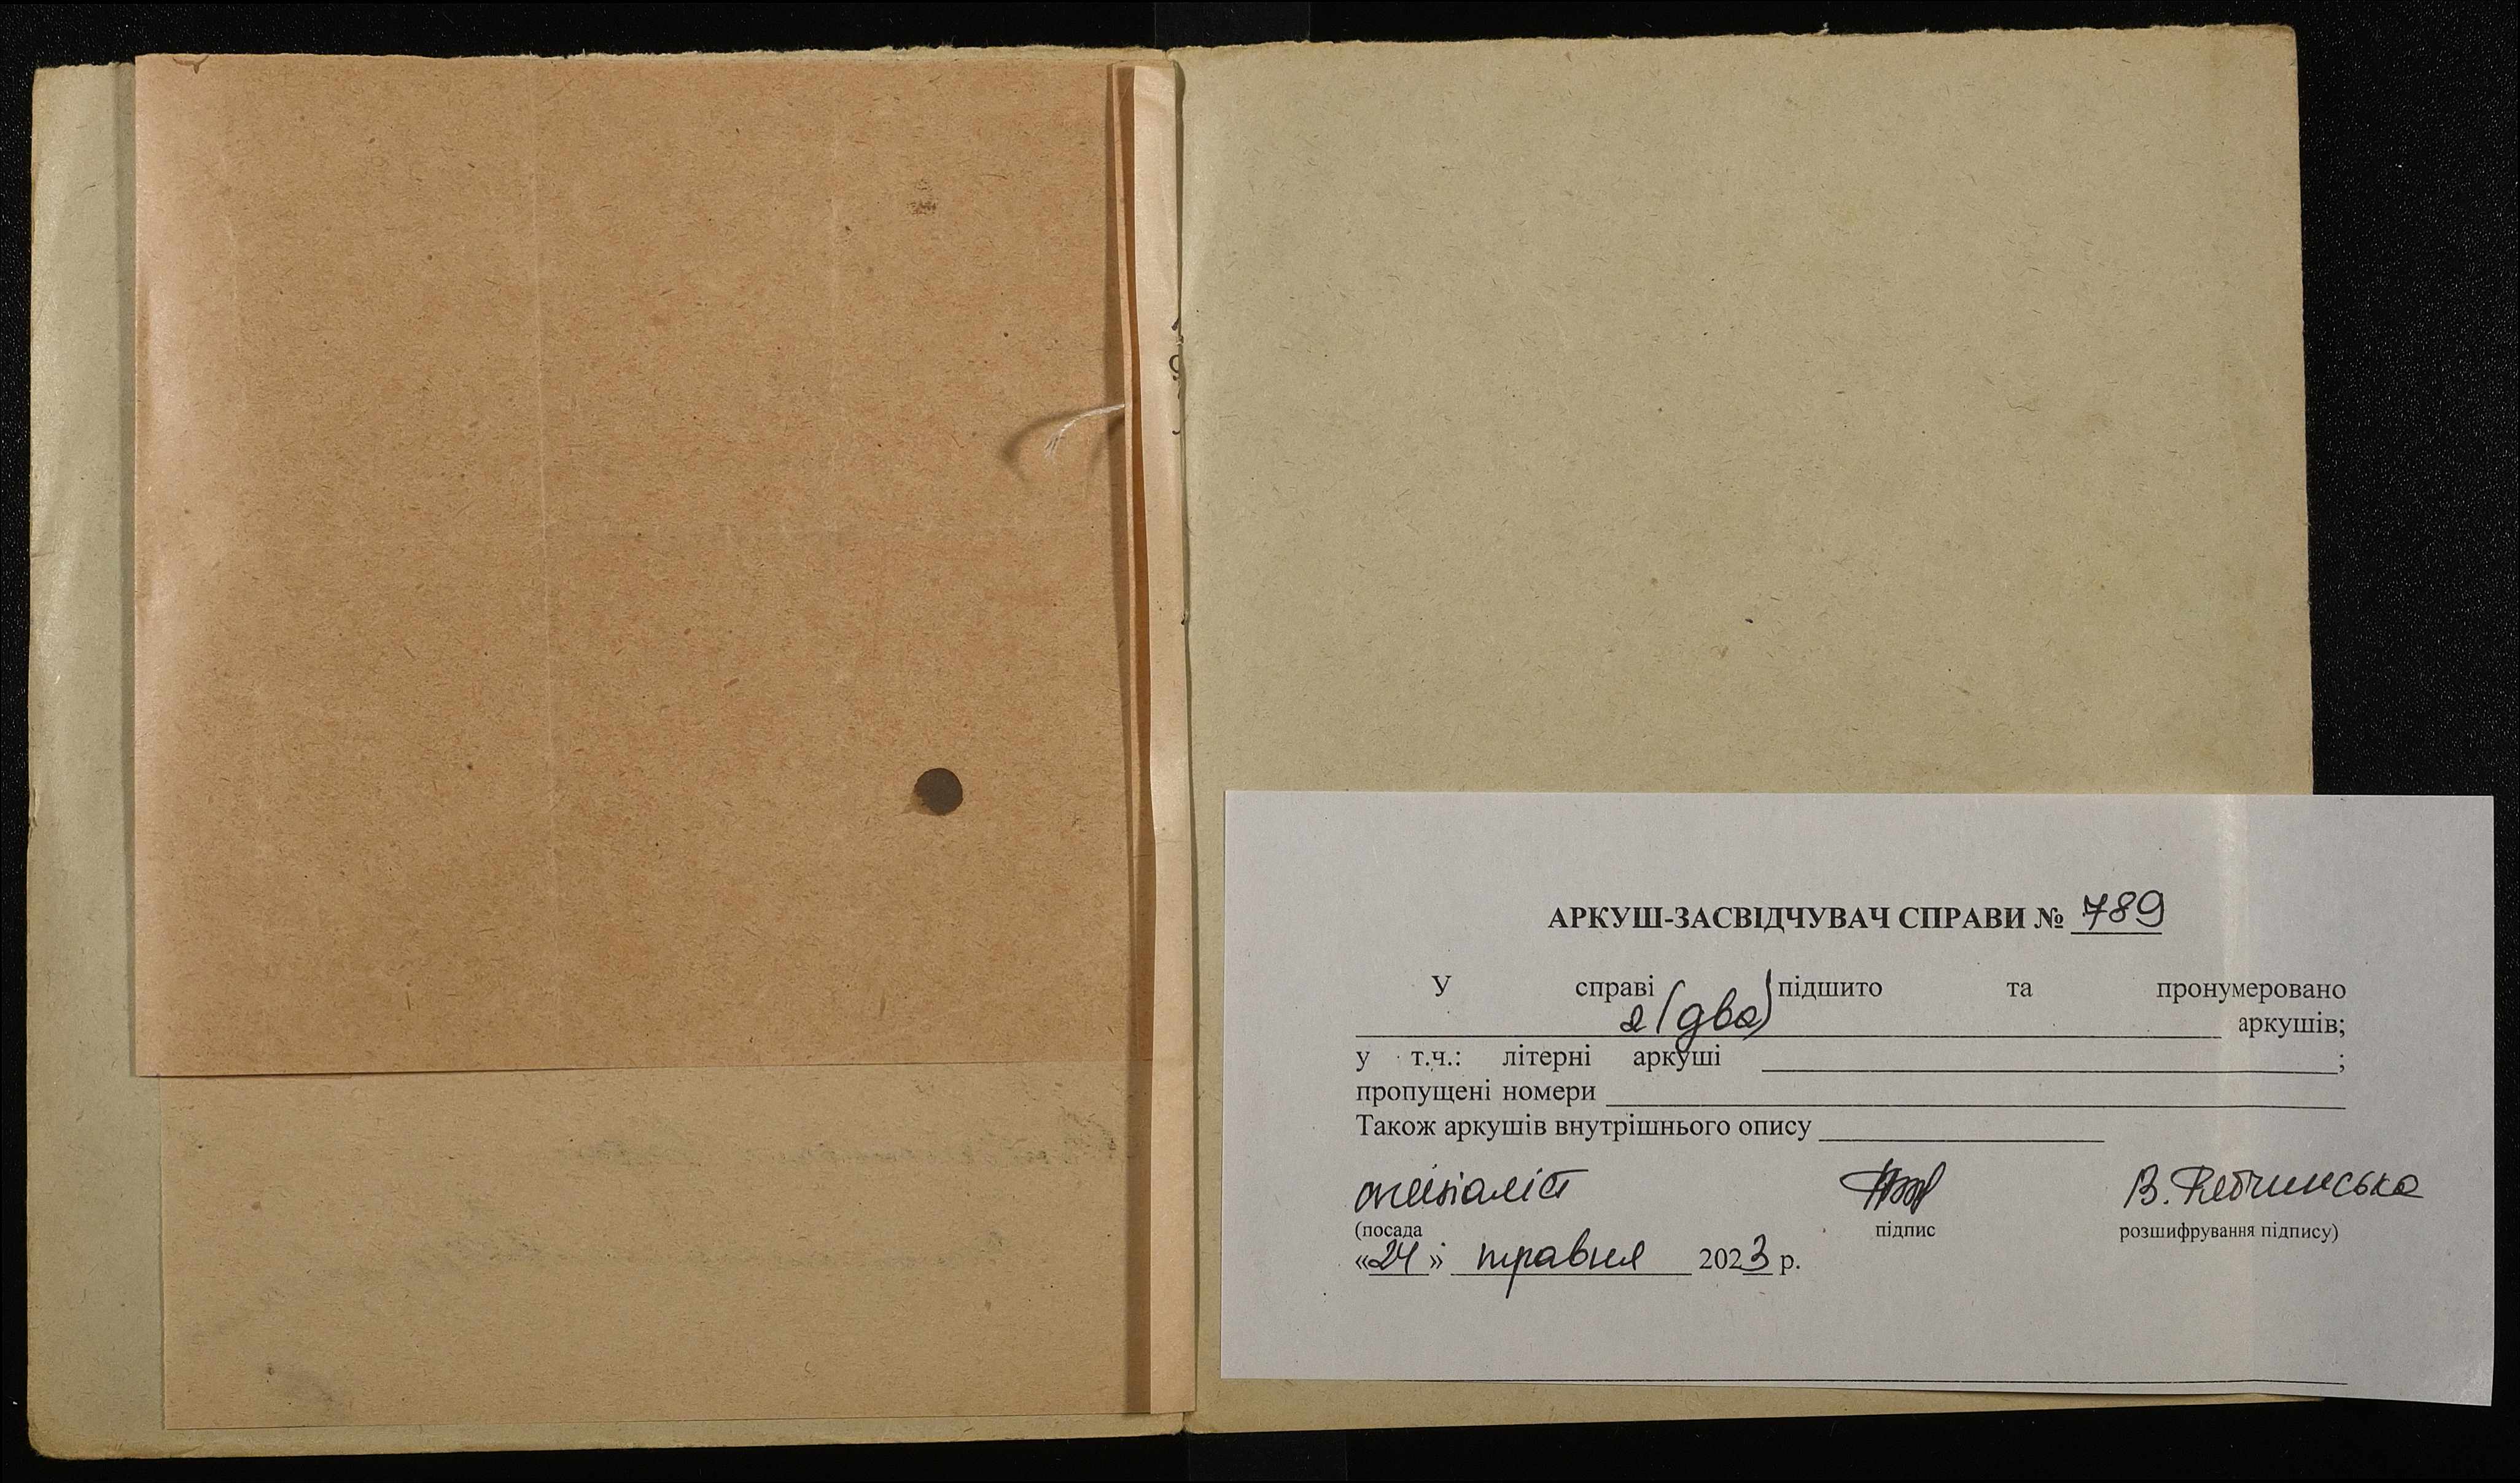 АРКУШ-ЗАСВІДЧУВАЧ СПРАВИ № 789
У справі підшито та пронумеровано
2 (два) аркушів;
у т.ч.: літерні аркуші ;
пропущені номери
Також аркушів внутрішнього опису
спеціаліст В.
(посада підпис розшифрування підпису)
«24» травня 2023 р.